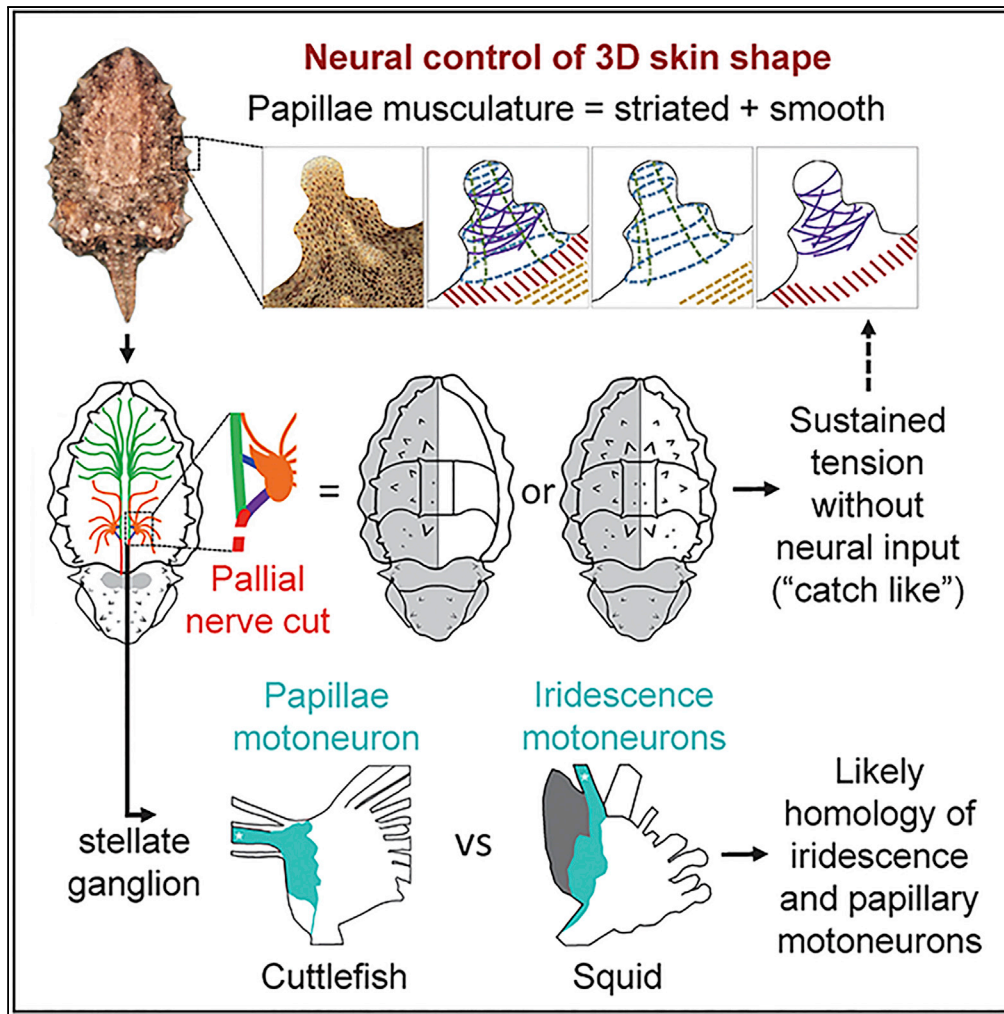 Neural control of 3D skin shape
Papillae musculature = striated + smooth
Pallial
nerve cut
=
or
Sustained
tension
without
neural input
("catch like")
stellate
ganglion
Papillae
motoneuron
Cuttlefish
vs
Iridescence
motoneurons
Squid
Likely
homology of
iridescence
and papillary
motoneurons